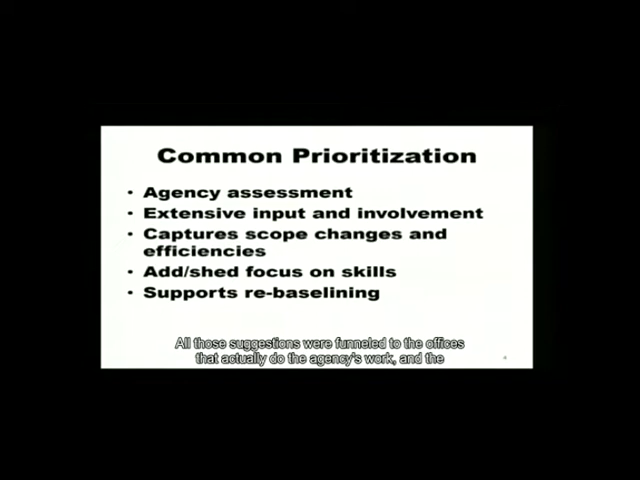 Common Prioritization
• Agency assessment
• Extensive input and involvement
• Captures scope changes and
efficiencies
• Add/shed focus on skills
• Supports re-baselining
All those suggestions were funneled to the offices
that actually do the agency's work, and the
4